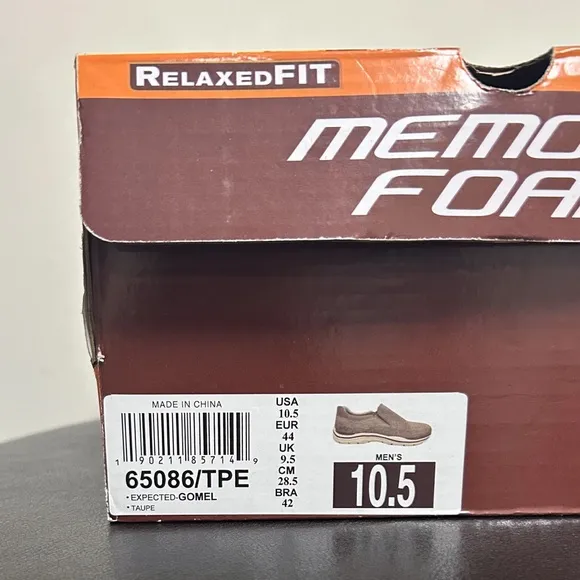 RELAXEDFIT
MEMO
FOA
MADE IN CHINA
1 90211 85714 9
65086/TPE
• EXPECTED-GOMEL
• TAUPE
USA
10.5
EUR
44
UK
9.5
CM
28.5
BRA
42
MEN'S
10.5